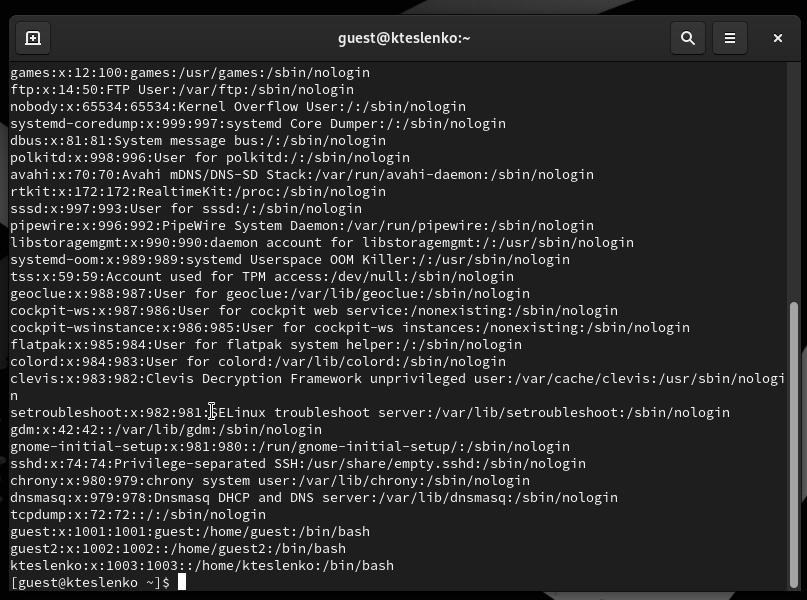 guest@kteslenko:~
games:x:12:100:games:/usr/games:/sbin/nologin
ftp:x:14:50:FTP User:/var/ftp:/sbin/nologin
nobody:x:65534:65534:Kernel Overflow User:/:/sbin/nologin
systemd-coredump:x:999:997:systemd Core Dumper:/:/sbin/nologin
dbus:x:81:81:System message bus:/:/sbin/nologin
polkitd:x:998:996:User for polkitd:/:/sbin/nologin
avahi:x:70:70:Avahi mDNS/DNS-SD Stack:/var/run/avahi-daemon:/sbin/nologin
rtkit:x:172:172:RealtimeKit:/proc:/sbin/nologin
sssd:x:997:993:User for sssd:/:/sbin/nologin
pipewire:x:996:992:PipeWire System Daemon:/var/run/pipewire:/sbin/nologin
libstoragemgmt:x:990:990:daemon account for libstoragemgmt:/:/usr/sbin/nologin
systemd-oom:x:989:989:systemd Userspace OOM Killer:/:/usr/sbin/nologin
tss:x:59:59:Account used for TPM access:/dev/null:/sbin/nologin
geoclue:x:988:987:User for geoclue:/var/lib/geoclue:/sbin/nologin
cockpit-ws:x:987:986:User for cockpit web service:/nonexisting:/sbin/nologin
cockpit-wsinstance:x:986:985:User for cockpit-ws instances:/nonexisting:/sbin/nologin
flatpak:x:985:984:User for flatpak system helper:/:/sbin/nologin
colord:x:984:983:User for colord:/var/lib/colord:/sbin/nologin
clevis:x:983:982:Clevis Decryption Framework unprivileged user:/var/cache/clevis:/usr/sbin/nologi
n
setroubleshoot:x:982:981:SELinux troubleshoot server:/var/lib/setroubleshoot:/sbin/nologin
gdm:x:42:42::/var/lib/gdm:/sbin/nologin
gnome-initial-setup:x:981:980::/run/gnome-initial-setup/:/sbin/nologin
sshd:x:74:74:Privilege-separated SSH:/usr/share/empty.sshd:/sbin/nologin
chrony:x:980:979:chrony system user:/var/lib/chrony:/sbin/nologin
dnsmasq:x:979:978:Dnsmasq DHCP and DNS server:/var/lib/dnsmasq:/sbin/nologin
tcpdump:x:72:72::/:/sbin/nologin
guest:x:1001:1001:guest:/home/guest:/bin/bash
guest2:x:1002:1002::/home/guest2:/bin/bash
kteslenko:x:1003:1003::/home/kteslenko:/bin/bash
[guest@kteslenko ~]$